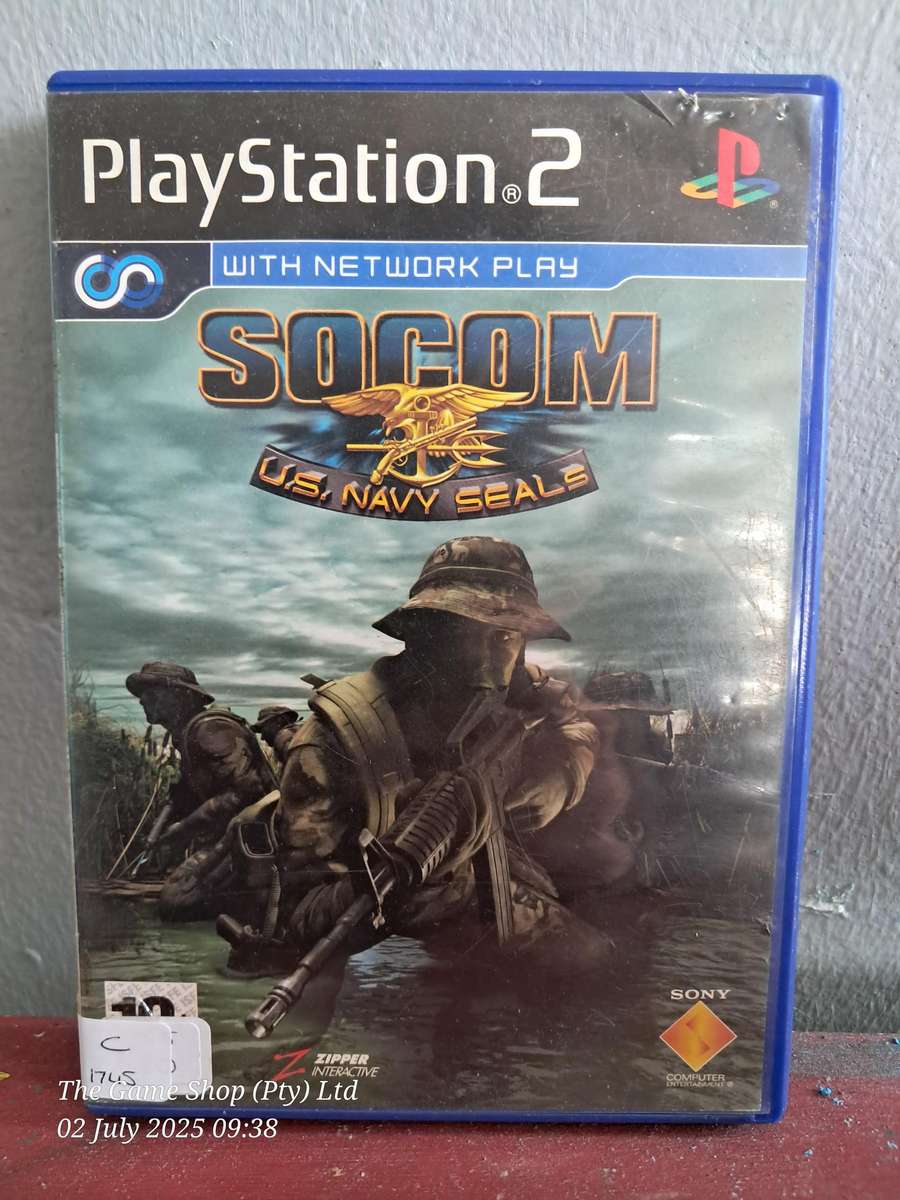 PlayStation®2
WITH NETWORK PLAY
SOCOM
U.S. NAVY SEALS
SONY
COMPUTER
ENTERTAINMENT®
ZIPPER
INTERACTIVE
C
1745
The Game Shop (Pty) Ltd
02 July 2025 09:38